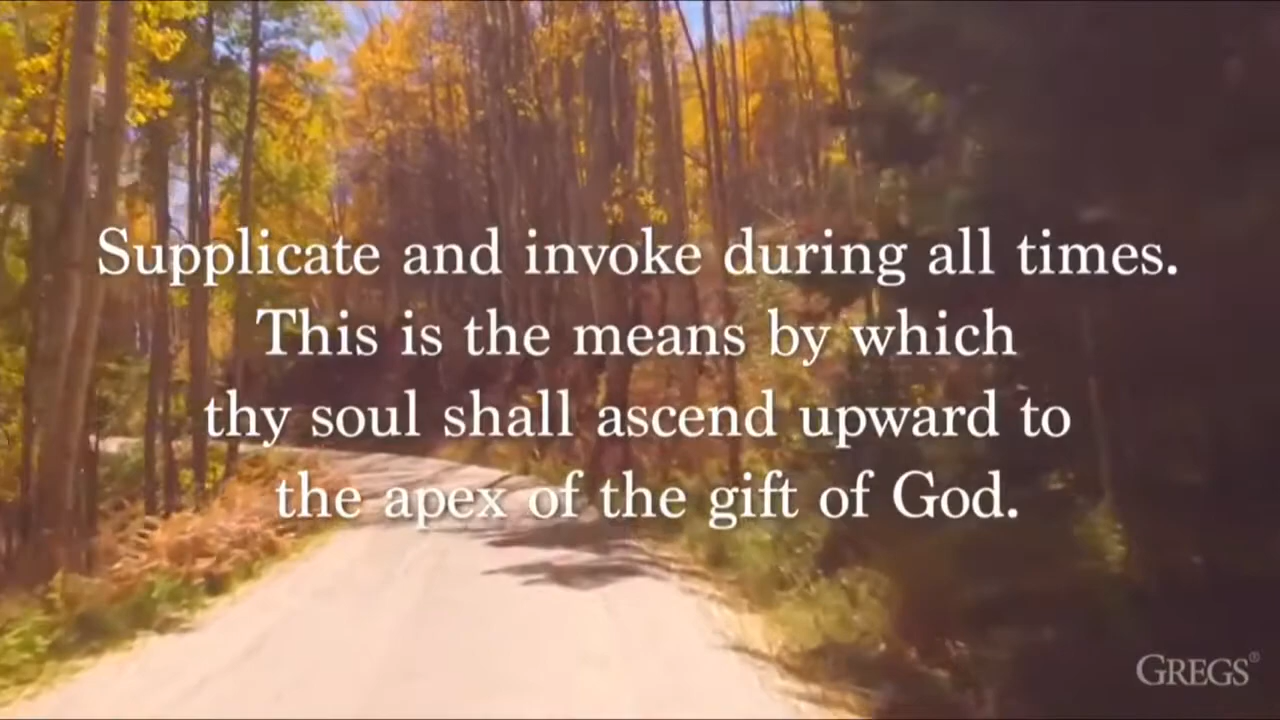 Supplicate and invoke during all times.
This is the means by which
thy soul shall ascend upward to
the apex of the gift of God.
GREGS®